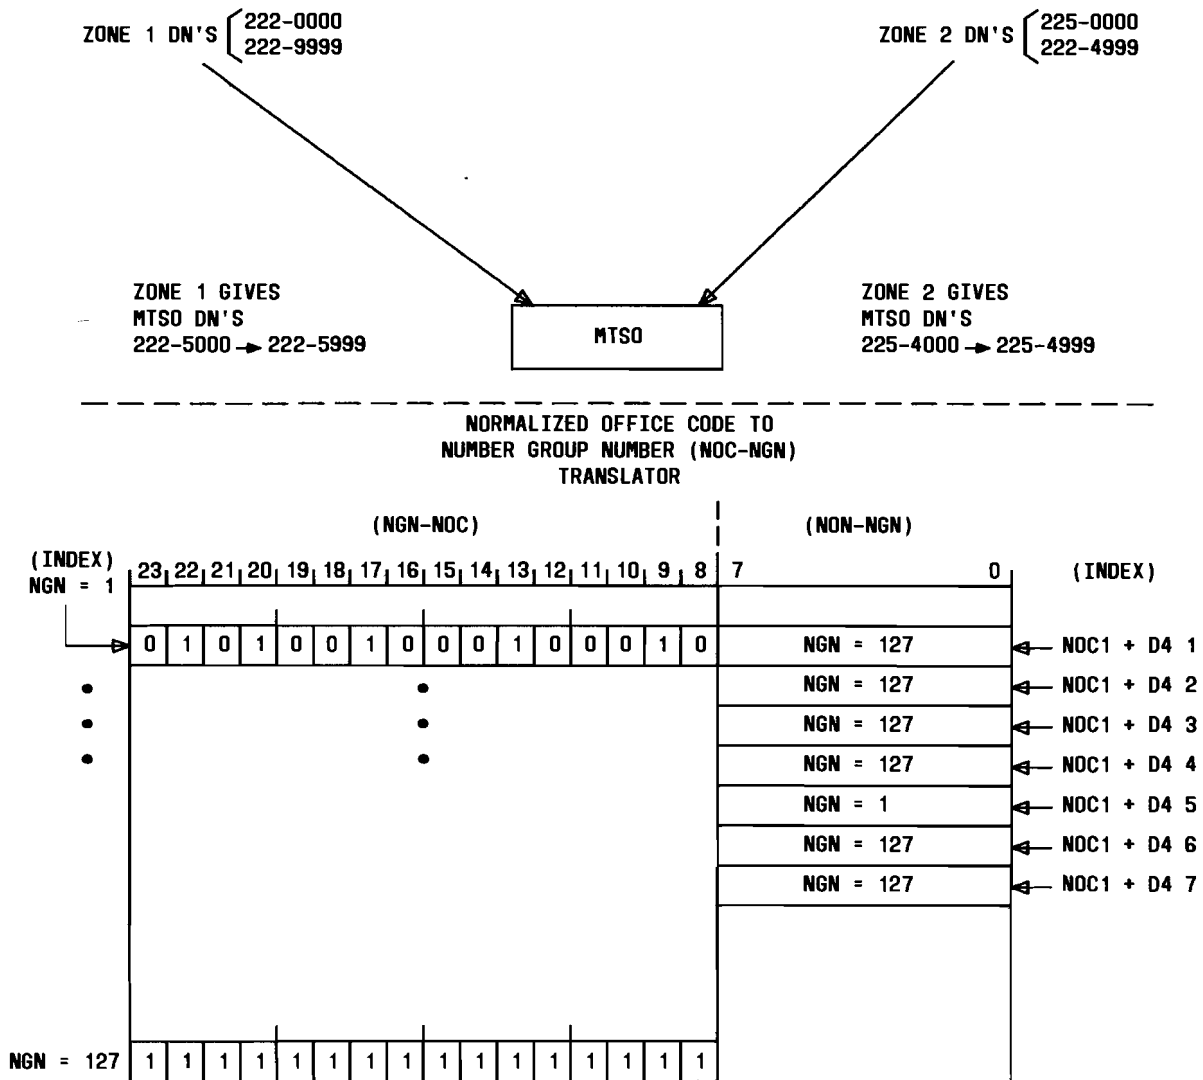 ZONE 1 DN'S { 222-0000
222-9999
ZONE 2 DN'S { 225-0000
222-4999
ZONE 1 GIVES
MTSO DN'S
222-5000 → 222-5999
MTSO
ZONE 2 GIVES
MTSO DN'S
225-4000 → 225-4999
NORMALIZED OFFICE CODE TO
NUMBER GROUP NUMBER (NOC-NGN)
TRANSLATOR
(NGN-NOC)
(NON-NGN)
(INDEX)
NGN = 1
23 22 21 20 19 18 17 16 15 14 13 12 11 10 9 8 7 0
(INDEX)
0 1 0 1 0 0 1 0 0 0 1 0 0 0 1 0
NGN = 127
NOC1 + D4 1
NGN = 127
NOC1 + D4 2
NGN = 127
NOC1 + D4 3
NGN = 127
NOC1 + D4 4
NGN = 1
NOC1 + D4 5
NGN = 127
NOC1 + D4 6
NGN = 127
NOC1 + D4 7
NGN = 127
1 1 1 1 1 1 1 1 1 1 1 1 1 1 1 1